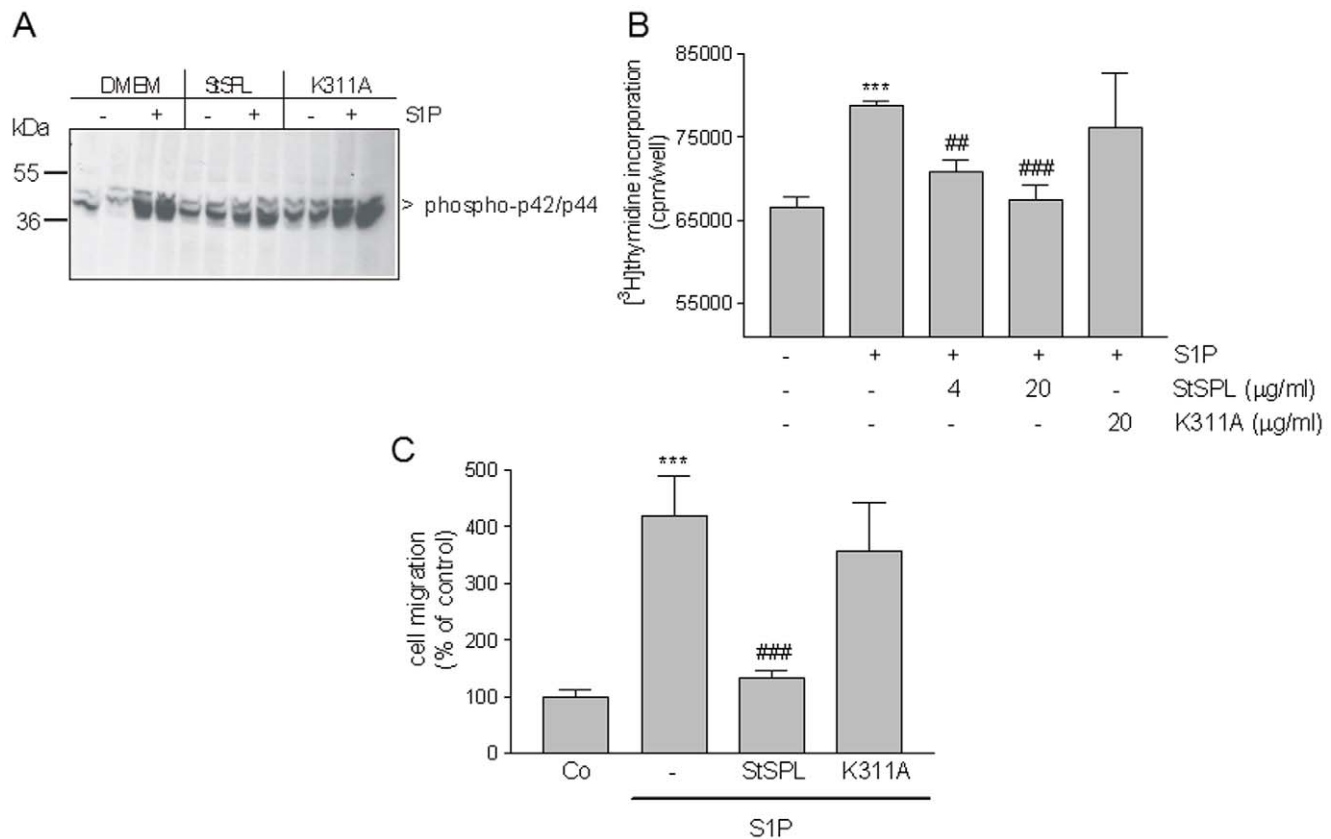 A
DMEM StSPL K311A
- + - + - + S1P
kDa
55
36
> phospho-p42/p44
B
[³H]thymidine incorporation
(cpm/well)
85000
75000
65000
55000
***
##
###
- + + + + S1P
- - 4 20 - StSPL (µg/ml)
- - - - 20 K311A (µg/ml)
C
cell migration
(% of control)
500
400
300
200
100
0
***
###
Co - StSPL K311A
S1P